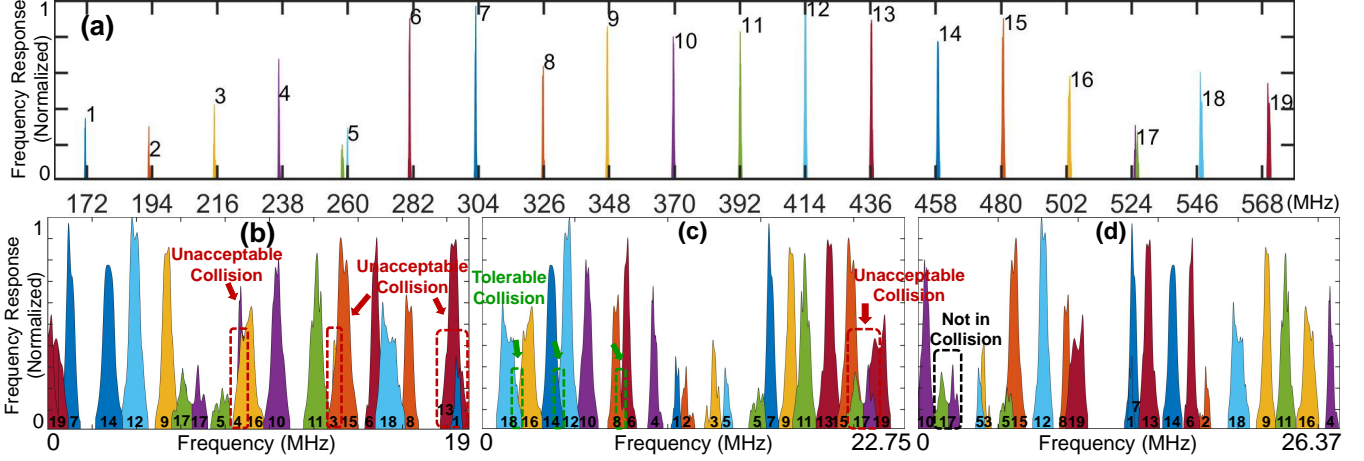 Frequency Response
(Normalized)
1
0
(a)
1
2
3
4
5
6
7
8
9
10
11
12
13
14
15
16
17
18
19
172 194 216 238 260 282 304 326 348 370 392 414 436 458 480 502 524 546 568 (MHz)
Frequency Response
(Normalized)
1
0
(b)
Unacceptable
Collision
Unacceptable
Collision
19 7 14 12 9 17 17 5 4 16 10 11 3 15 6 18 8 13 1
0 Frequency (MHz) 19
(c)
Tolerable
Collision
Unacceptable
Collision
18 16 14 12 10 8 6 4 12 3 5 5 7 9 11 13 15 17 19
0 Frequency (MHz) 22.75
(d)
Not in
Collision
10 17 5 3 5 15 12 8 19 7 1 13 14 6 2 18 9 11 16 4
0 Frequency (MHz) 26.37